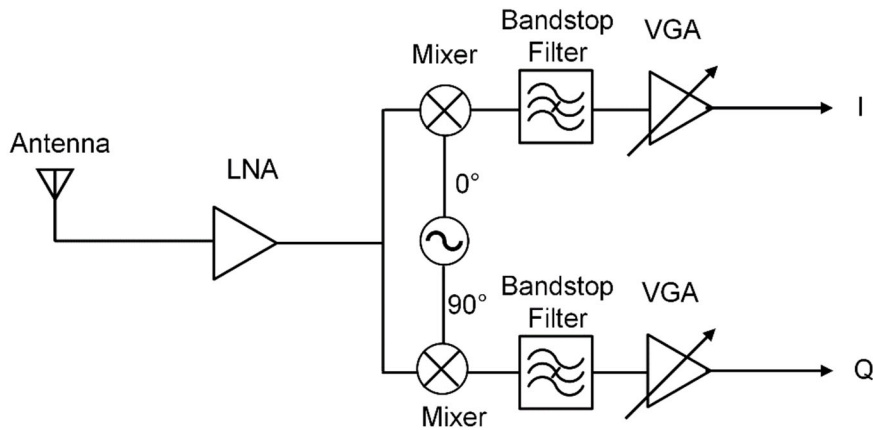 Bandstop
Filter
VGA
Mixer
I
Antenna
LNA
0°
90°
Bandstop
Filter
VGA
Q
Mixer